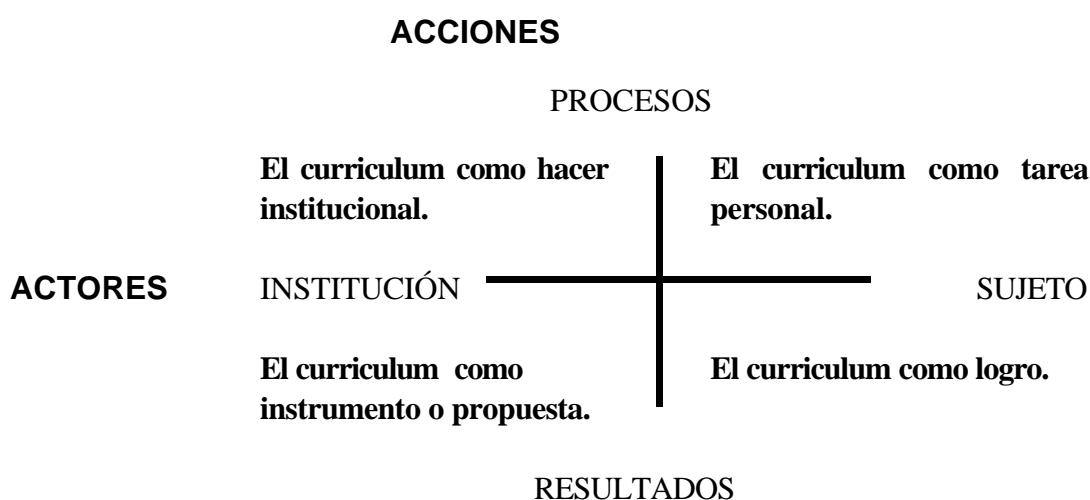 ACCIONES
PROCESOS
El curriculum como hacer
institucional.
El curriculum como tarea
personal.
ACTORES
INSTITUCIÓN
SUJETO
El curriculum como
instrumento o propuesta.
El curriculum como logro.
RESULTADOS